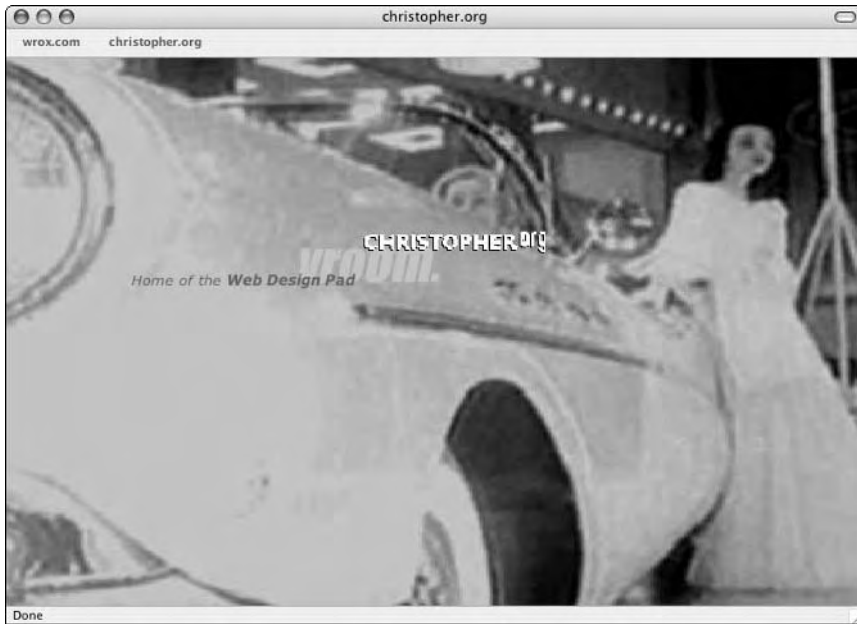 christopher.org
wrox.com christopher.org
CHRISTOPHER.org
vroom.
Home of the Web Design Pad
Done